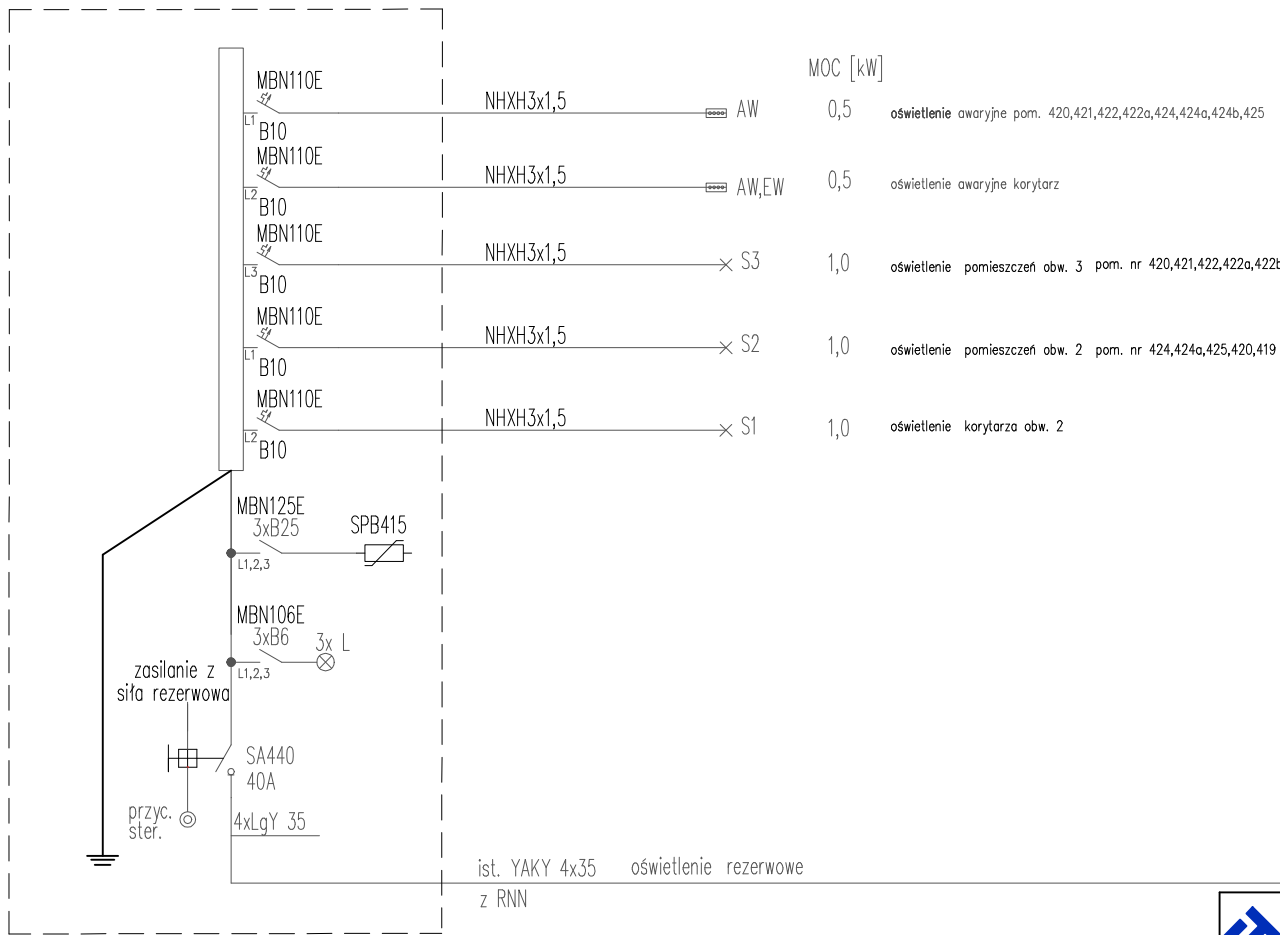 MOC [kW]
MBN110E
L1
B10
NHXH3x1,5
AW
0,5
oświetlenie awaryjne pom. 420,421,422,422a,424,424a,424b,425
MBN110E
L2
B10
NHXH3x1,5
AW,EW
0,5
oświetlenie awaryjne korytarz
MBN110E
L3
B10
NHXH3x1,5
S3
1,0
oświetlenie pomieszczeń obw. 3 pom. nr 420,421,422,422a,422b
MBN110E
L1
B10
NHXH3x1,5
S2
1,0
oświetlenie pomieszczeń obw. 2 pom. nr 424,424a,425,420,419
MBN110E
L2
B10
NHXH3x1,5
S1
1,0
oświetlenie korytarza obw. 2
MBN125E
3xB25
L1,2,3
SPB415
MBN106E
3xB6
L1,2,3
3x L
zasilanie z
siła rezerwowa
SA440
40A
przyc.
ster.
4xLgY 35
ist. YAKY 4x35 oświetlenie rezerwowe
z RNN